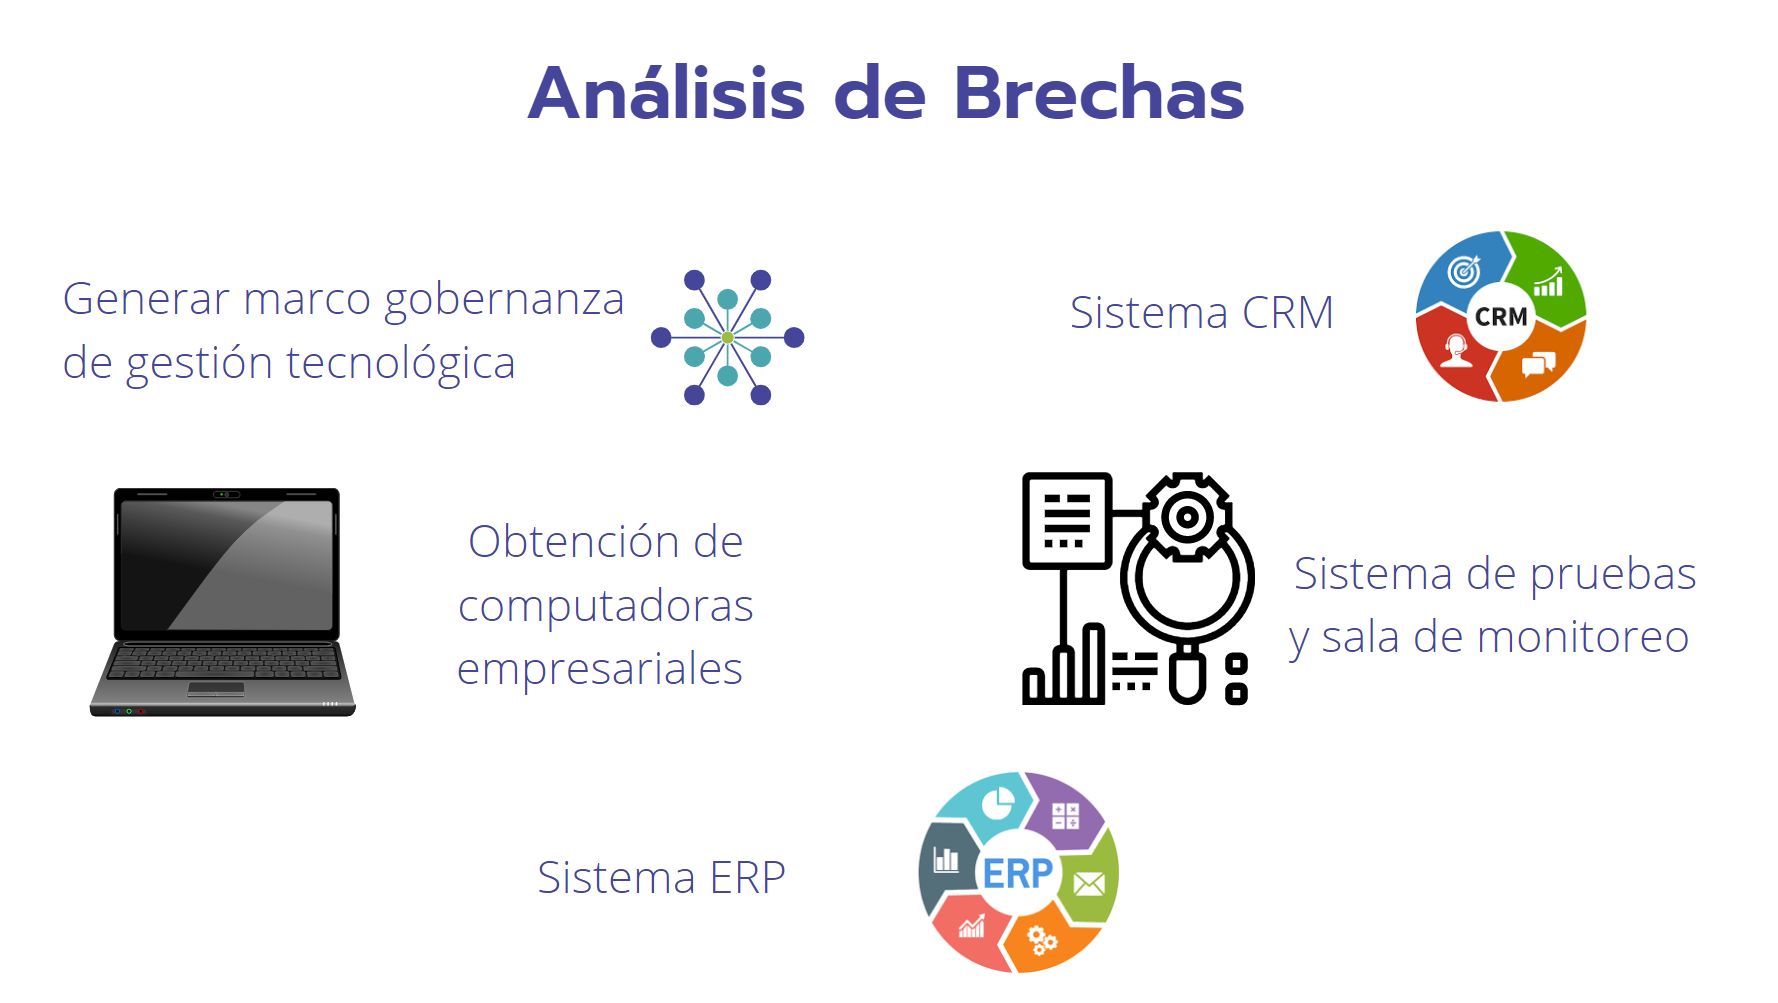 Análisis de Brechas
Generar marco gobernanza
de gestión tecnológica
Sistema CRM
CRM
Obtención de
computadoras
empresariales
Sistema de pruebas
y sala de monitoreo
Sistema ERP
ERP